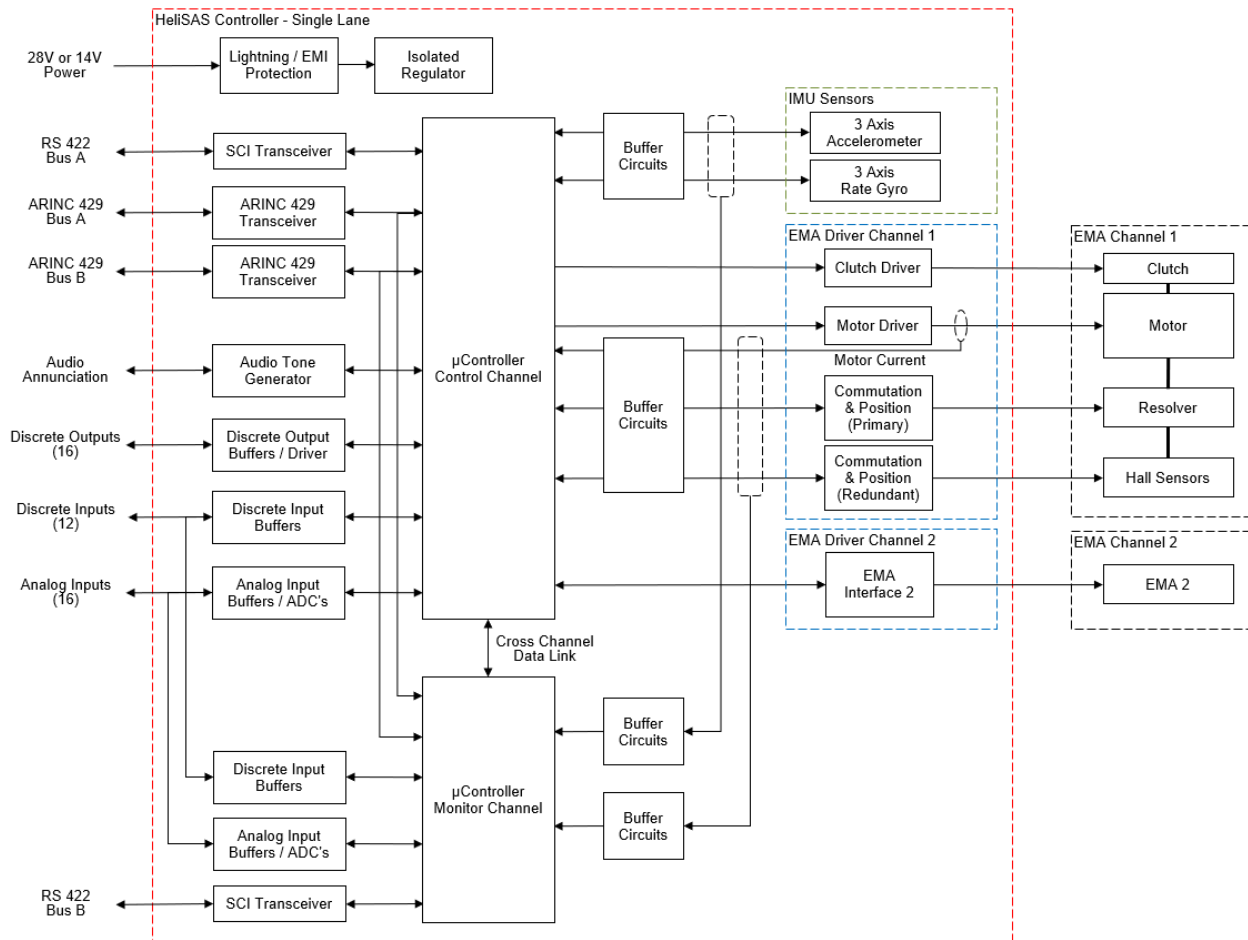 HeliSAS Controller - Single Lane
28V or 14V
Power
Lightning / EMI
Protection
Isolated
Regulator
IMU Sensors
RS 422
Bus A
SCI Transceiver
Buffer
Circuits
3 Axis
Accelerometer
ARINC 429
Bus A
ARINC 429
Transceiver
3 Axis
Rate Gyro
ARINC 429
Bus B
ARINC 429
Transceiver
EMA Driver Channel 1
Clutch Driver
EMA Channel 1
Clutch
Motor Driver
Motor
Motor Current
µController
Control Channel
Audio
Annunciation
Audio Tone
Generator
Buffer
Circuits
Commutation
& Position
(Primary)
Resolver
Discrete Outputs
(16)
Discrete Output
Buffers / Driver
Commutation
& Position
(Redundant)
Hall Sensors
Discrete Inputs
(12)
Discrete Input
Buffers
EMA Driver Channel 2
EMA Channel 2
Analog Inputs
(16)
Analog Input
Buffers / ADC's
EMA
Interface 2
EMA 2
Cross Channel
Data Link
Buffer
Circuits
Discrete Input
Buffers
µController
Monitor Channel
Buffer
Circuits
Analog Input
Buffers / ADC's
RS 422
Bus B
SCI Transceiver